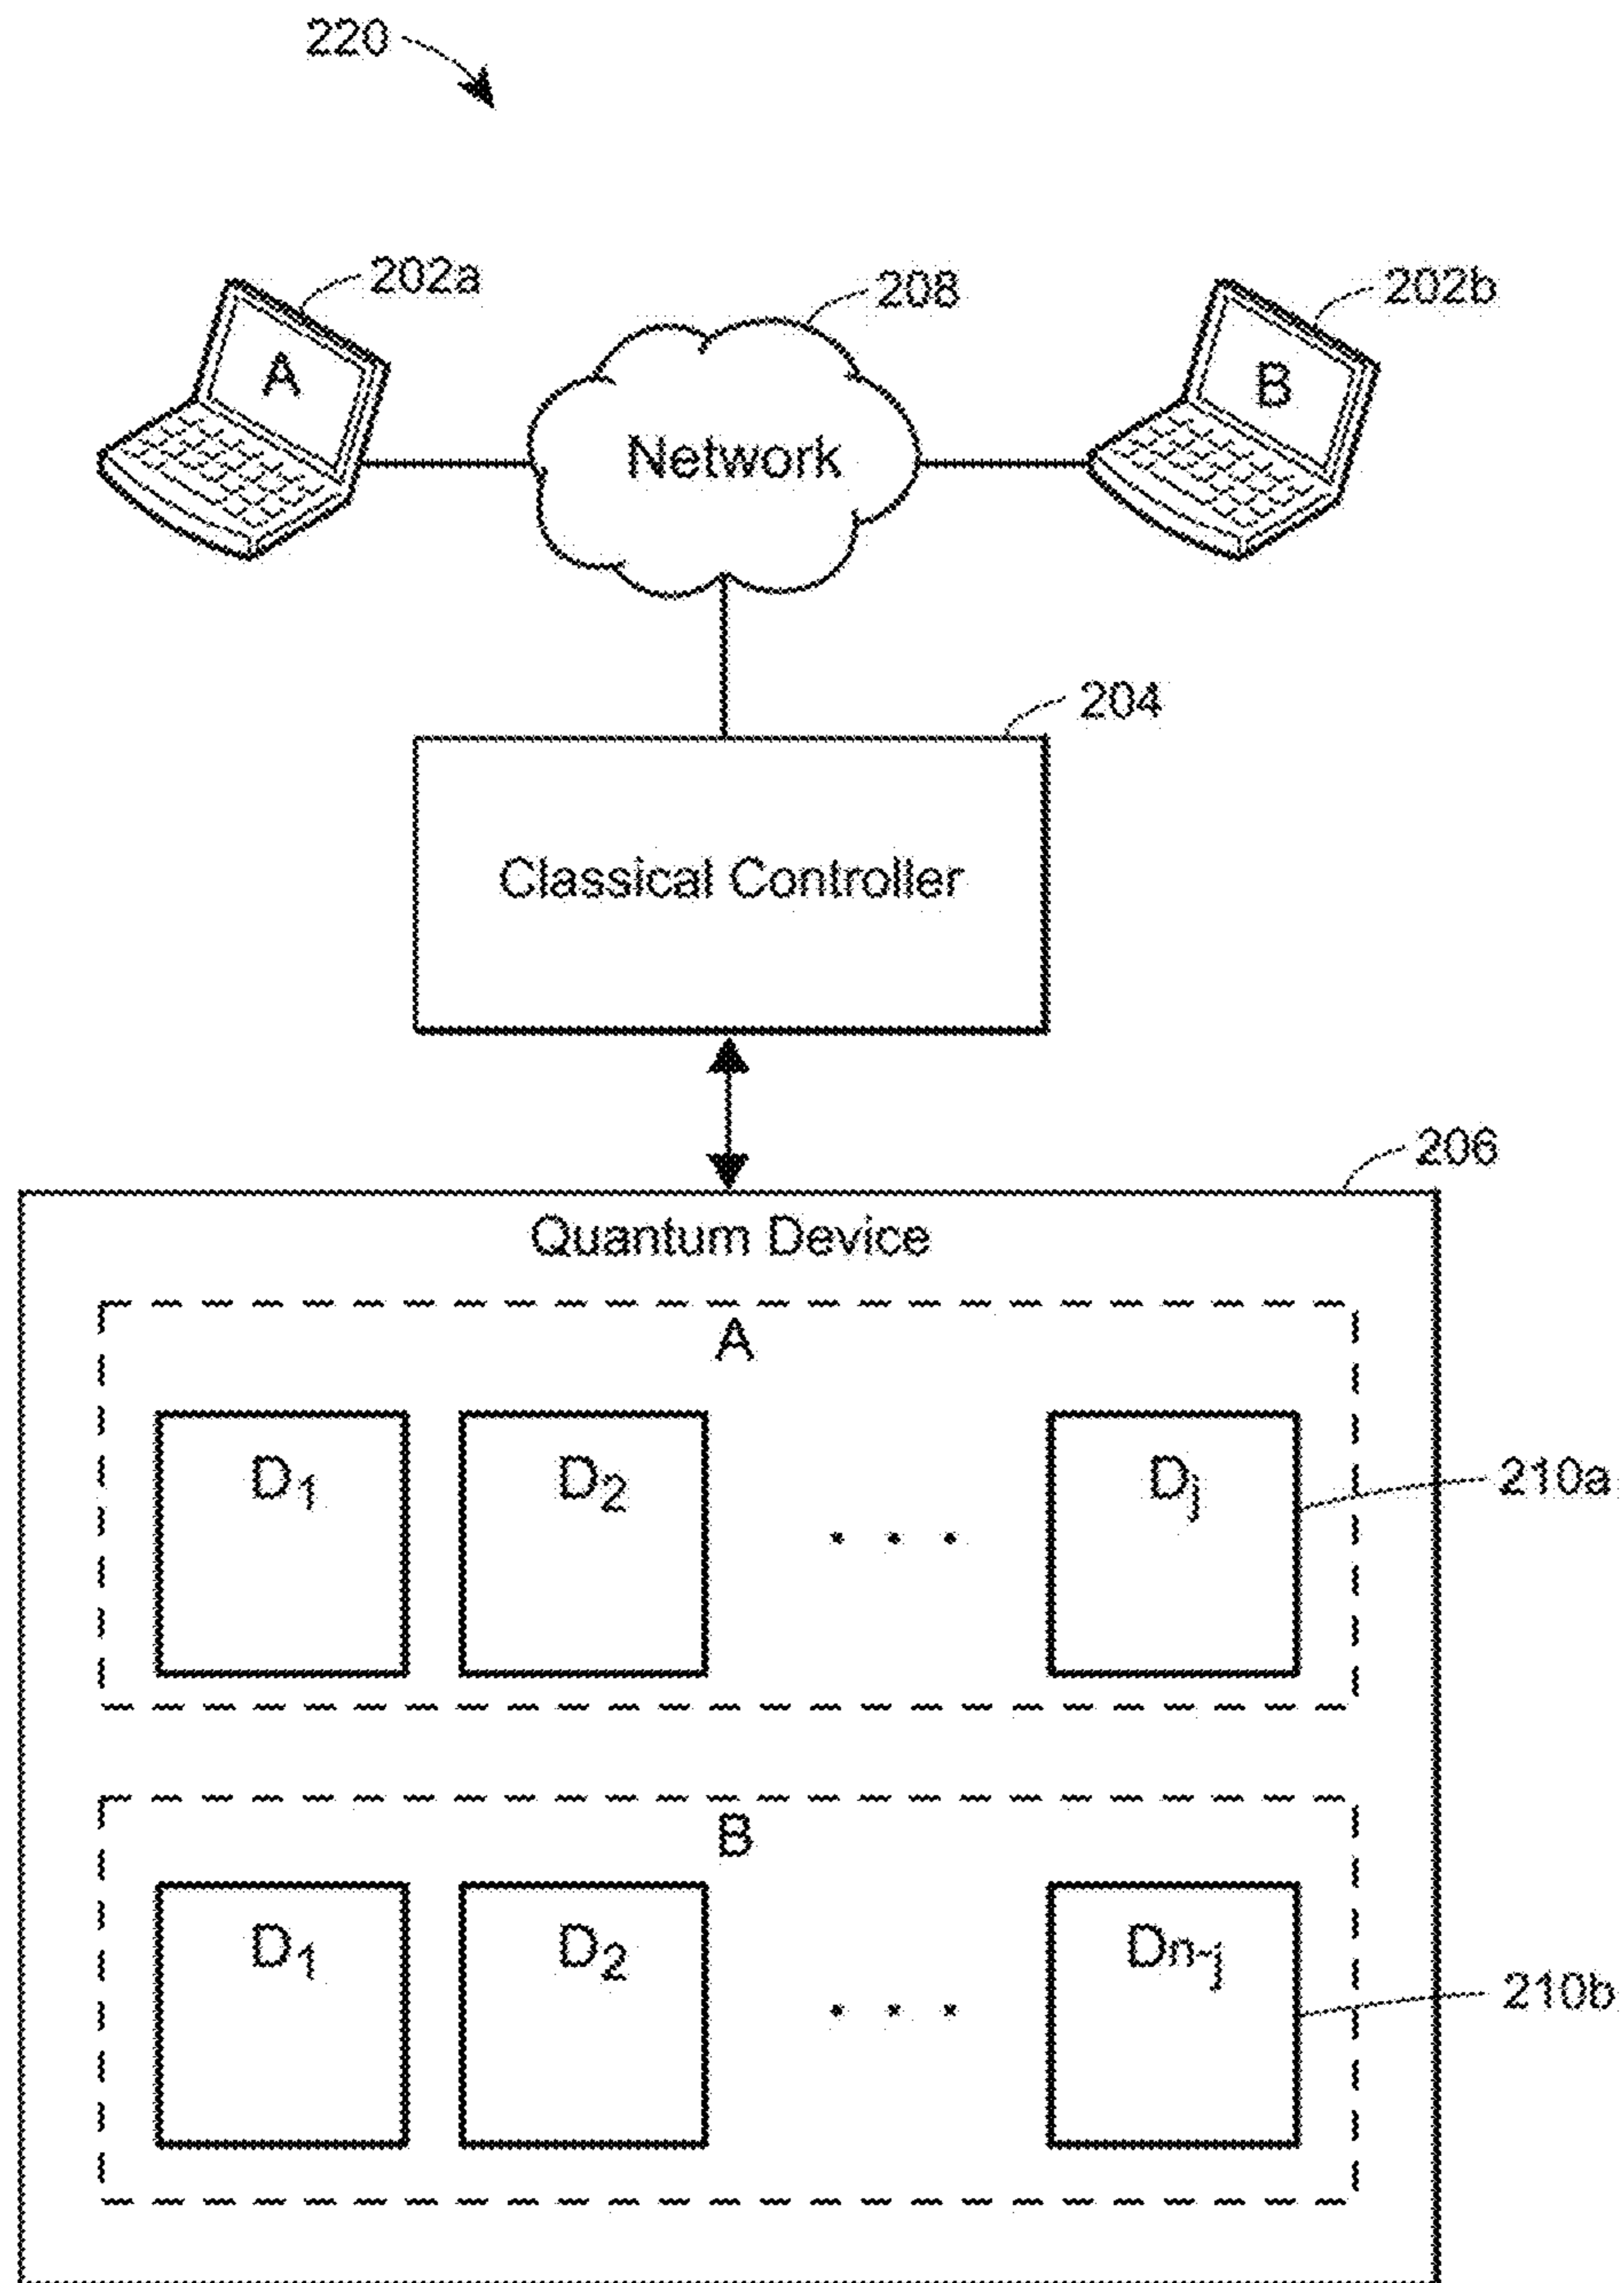 220
202a
208
202b
A
Network
B
204
Classical Controller
206
Quantum Device
A
D₁ D₂ . . . Dⱼ
210a
B
D₁ D₂ . . . Dn-j
210b